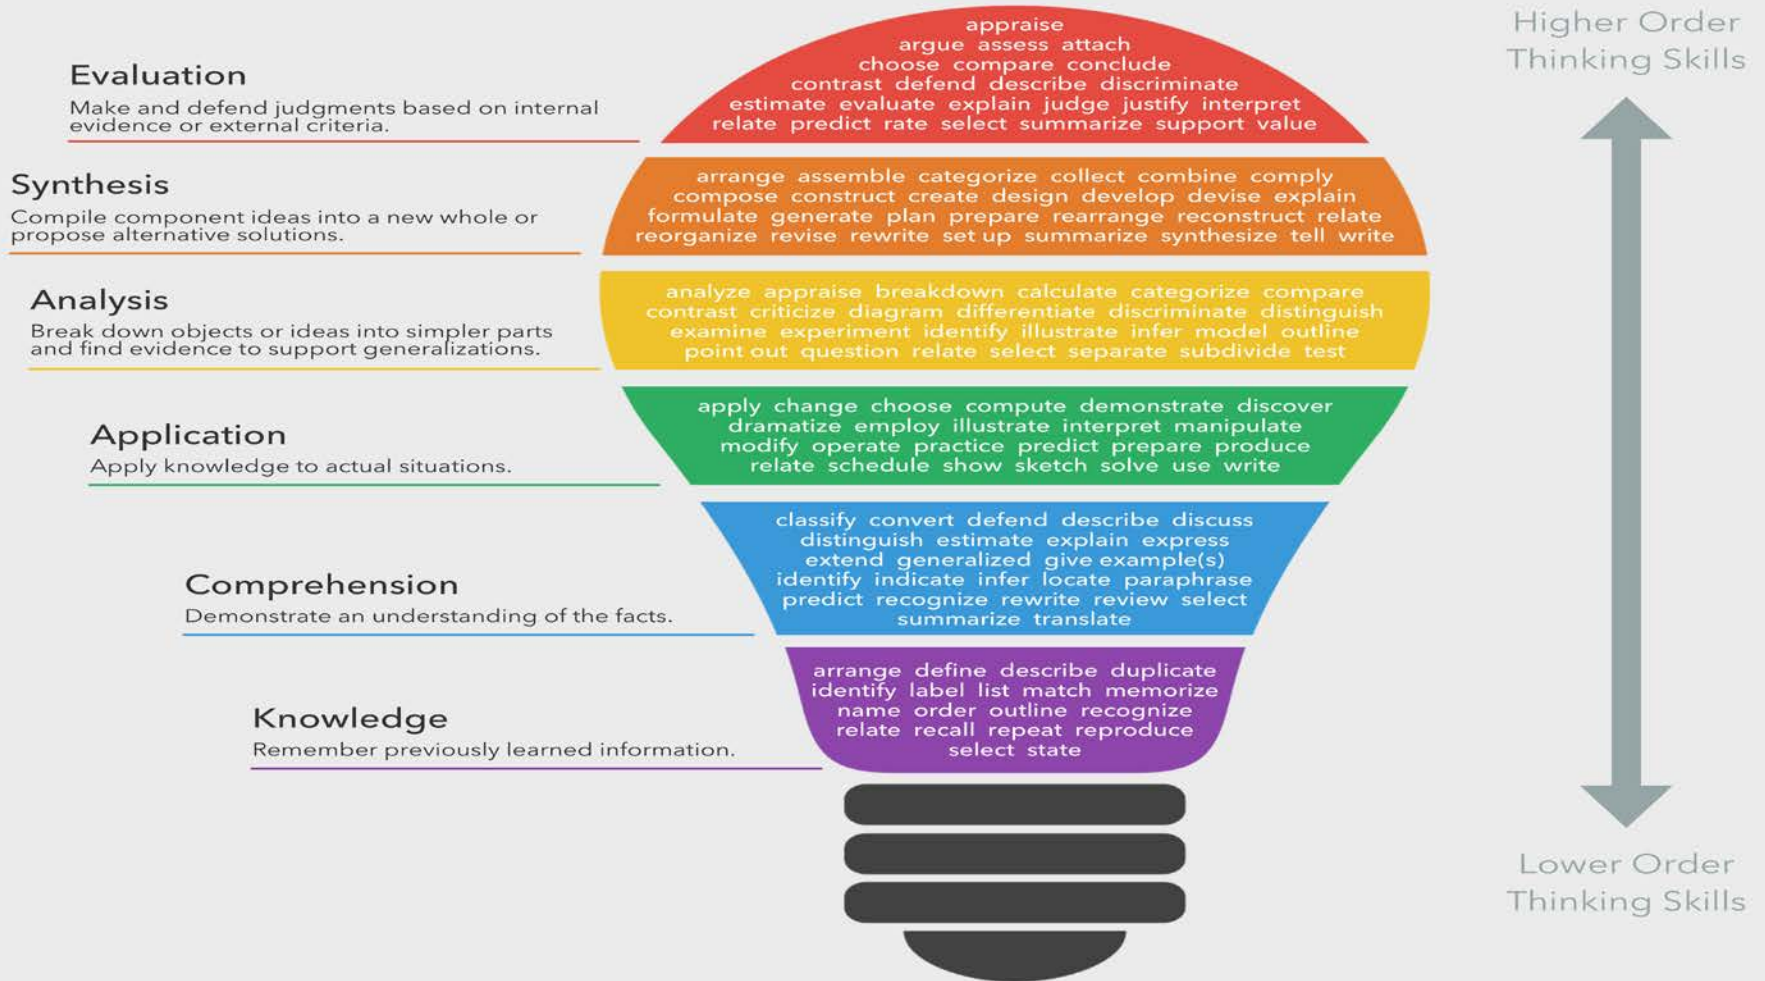 Higher Order
Thinking Skills
Evaluation
Make and defend judgments based on internal
evidence or external criteria.
appraise
argue assess attach
choose compare conclude
contrast defend describe discriminate
estimate evaluate explain judge justify interpret
relate predict rate select summarize support value
Synthesis
Compile component ideas into a new whole or
propose alternative solutions.
arrange assemble categorize collect combine comply
compose construct create design develop devise explain
formulate generate plan prepare rearrange reconstruct relate
reorganize revise rewrite set up summarize synthesize tell write
Analysis
Break down objects or ideas into simpler parts
and find evidence to support generalizations.
analyze appraise breakdown calculate categorize compare
contrast criticize diagram differentiate discriminate distinguish
examine experiment identify illustrate infer model outline
point out question relate select separate subdivide test
Application
Apply knowledge to actual situations.
apply change choose compute demonstrate discover
dramatize employ illustrate interpret manipulate
modify operate practice predict prepare produce
relate schedule show sketch solve use write
Comprehension
Demonstrate an understanding of the facts.
classify convert defend describe discuss
distinguish estimate explain express
extend generalized give example(s)
identify indicate infer locate paraphrase
predict recognize rewrite review select
summarize translate
Knowledge
Remember previously learned information.
arrange define describe duplicate
identify label list match memorize
name order outline recognize
relate recall repeat reproduce
select state
Lower Order
Thinking Skills